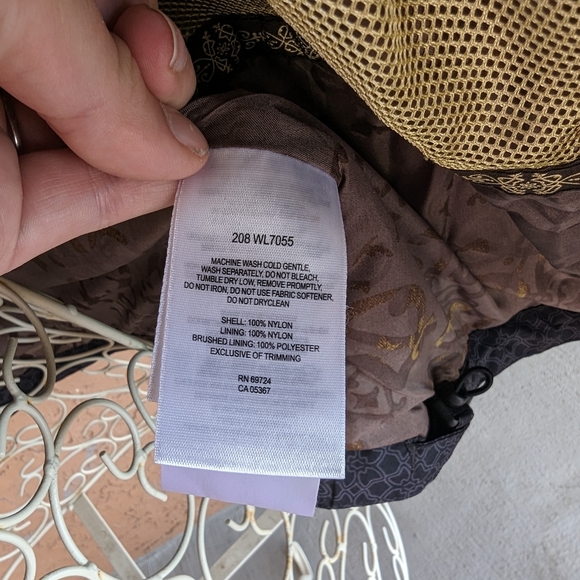 208 WL7055
MACHINE WASH COLD GENTLE,
WASH SEPARATELY, DO NOT BLEACH,
TUMBLE DRY LOW, REMOVE PROMPTLY,
DO NOT IRON, DO NOT USE FABRIC SOFTENER,
DO NOT DRYCLEAN
SHELL: 100% NYLON
LINING: 100% NYLON
BRUSHED LINING: 100% POLYESTER
EXCLUSIVE OF TRIMMING
RN 69724
CA 05367